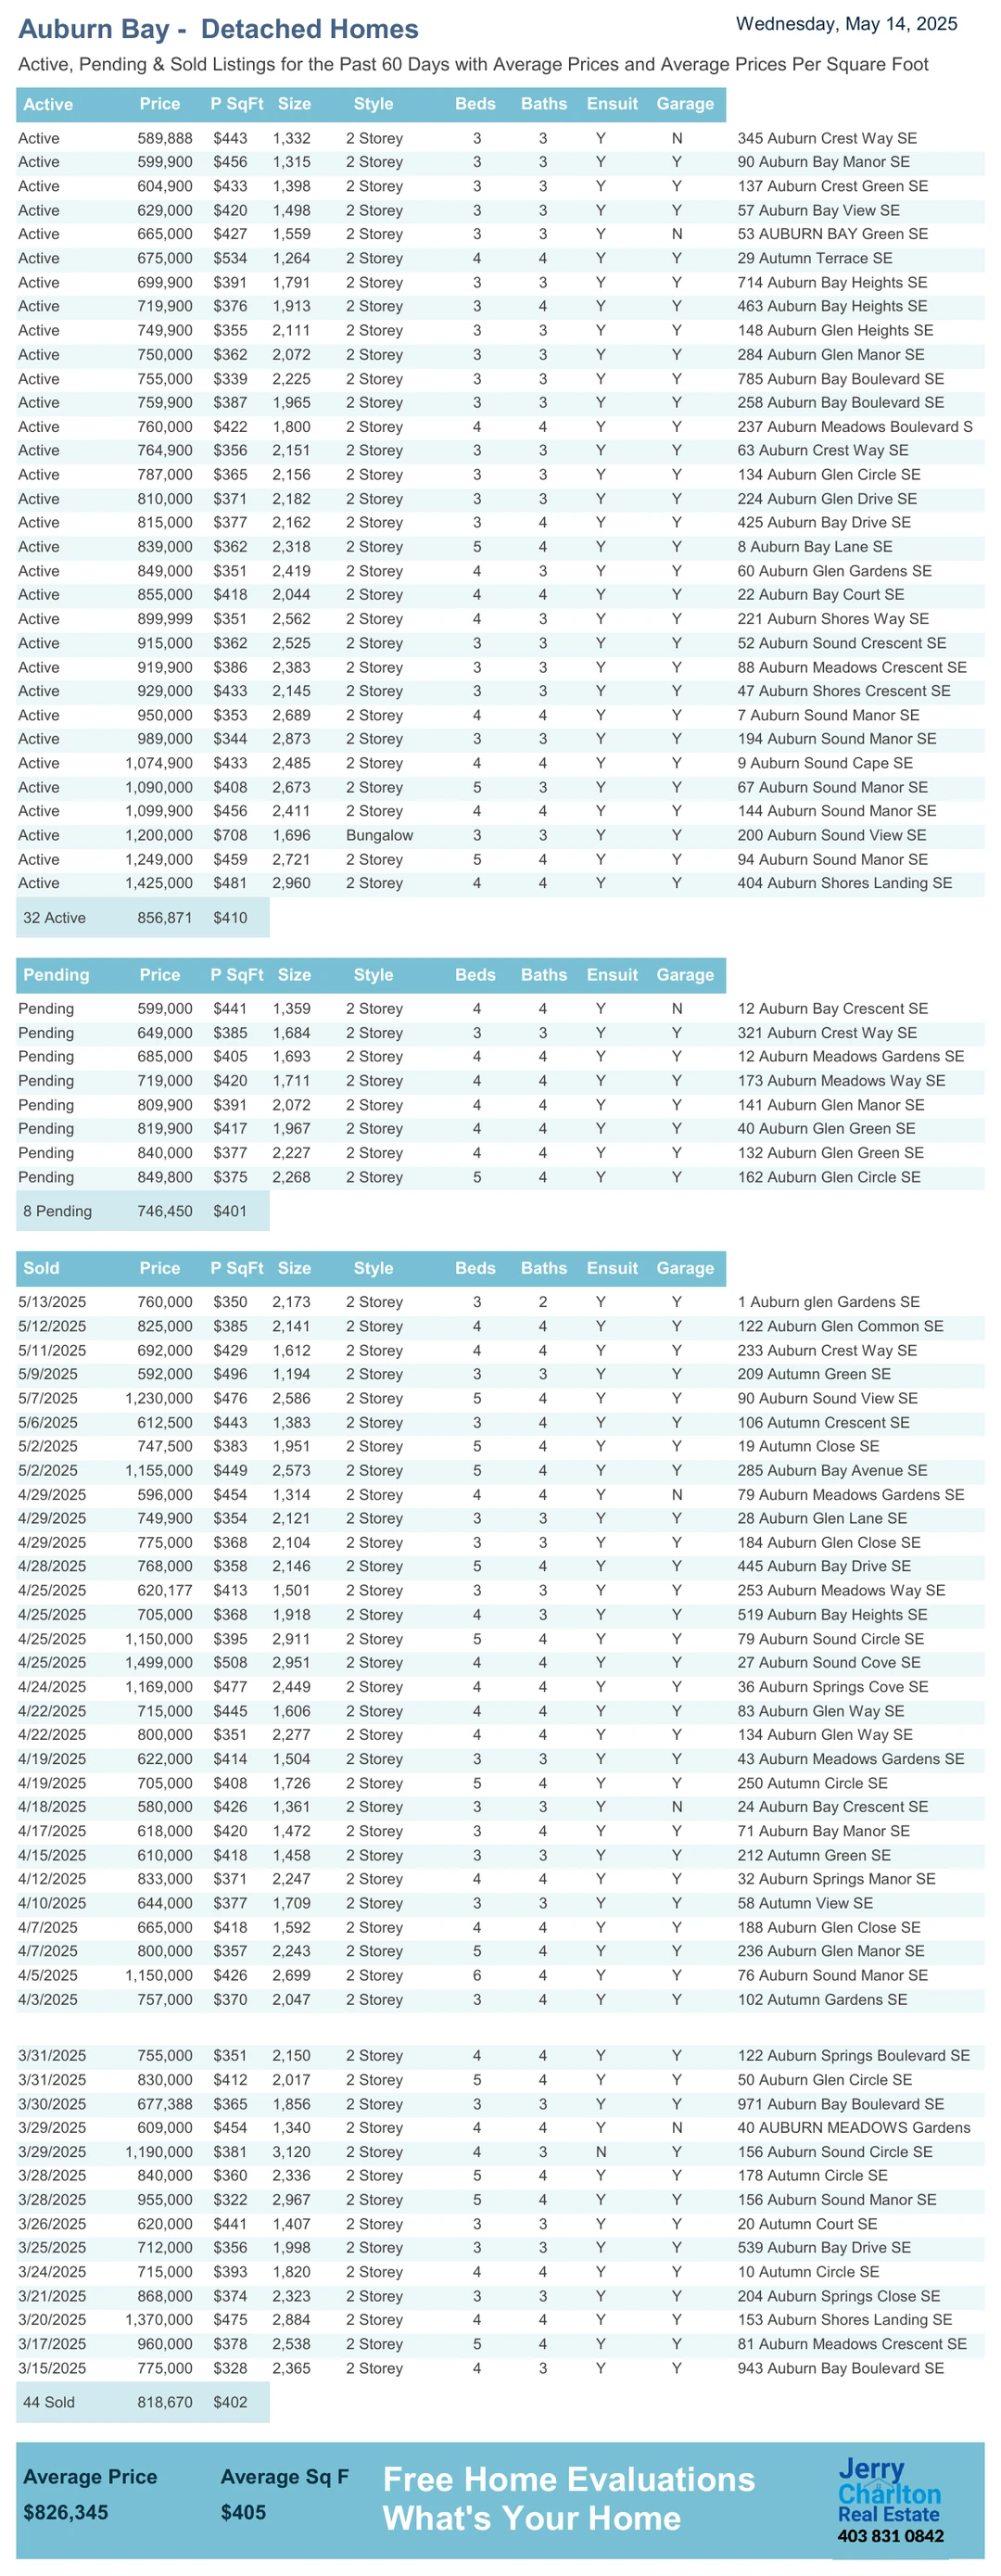 Auburn Bay - Detached Homes Wednesday, May 14, 2025
Active, Pending & Sold Listings for the Past 60 Days with Average Prices and Average Prices Per Square Foot
Active Price P SqFt Size Style Beds Baths Ensuit Garage
Active 589,888 $443 1,332 2 Storey 3 3 Y N 345 Auburn Crest Way SE
Active 599,900 $456 1,315 2 Storey 3 3 Y Y 90 Auburn Bay Manor SE
Active 604,900 $433 1,398 2 Storey 3 3 Y Y 137 Auburn Crest Green SE
Active 629,000 $420 1,498 2 Storey 3 3 Y Y 57 Auburn Bay View SE
Active 665,000 $427 1,559 2 Storey 3 3 Y N 53 AUBURN BAY Green SE
Active 675,000 $534 1,264 2 Storey 4 4 Y Y 29 Autumn Terrace SE
Active 699,900 $391 1,791 2 Storey 3 3 Y Y 714 Auburn Bay Heights SE
Active 719,900 $376 1,913 2 Storey 3 4 Y Y 463 Auburn Bay Heights SE
Active 749,900 $355 2,111 2 Storey 3 3 Y Y 148 Auburn Glen Heights SE
Active 750,000 $362 2,072 2 Storey 3 3 Y Y 284 Auburn Glen Manor SE
Active 755,000 $339 2,225 2 Storey 3 3 Y Y 785 Auburn Bay Boulevard SE
Active 759,900 $387 1,965 2 Storey 3 3 Y Y 258 Auburn Bay Boulevard SE
Active 760,000 $422 1,800 2 Storey 4 4 Y Y 237 Auburn Meadows Boulevard S
Active 764,900 $356 2,151 2 Storey 3 3 Y Y 63 Auburn Crest Way SE
Active 787,000 $365 2,156 2 Storey 3 3 Y Y 134 Auburn Glen Circle SE
Active 810,000 $371 2,182 2 Storey 3 3 Y Y 224 Auburn Glen Drive SE
Active 815,000 $377 2,162 2 Storey 3 4 Y Y 425 Auburn Bay Drive SE
Active 839,000 $362 2,318 2 Storey 5 4 Y Y 8 Auburn Bay Lane SE
Active 849,000 $351 2,419 2 Storey 4 3 Y Y 60 Auburn Glen Gardens SE
Active 855,000 $418 2,044 2 Storey 4 4 Y Y 22 Auburn Bay Court SE
Active 899,999 $351 2,562 2 Storey 4 3 Y Y 221 Auburn Shores Way SE
Active 915,000 $362 2,525 2 Storey 3 3 Y Y 52 Auburn Sound Crescent SE
Active 919,900 $386 2,383 2 Storey 3 3 Y Y 88 Auburn Meadows Crescent SE
Active 929,000 $433 2,145 2 Storey 3 3 Y Y 47 Auburn Shores Crescent SE
Active 950,000 $353 2,689 2 Storey 4 4 Y Y 7 Auburn Sound Manor SE
Active 989,000 $344 2,873 2 Storey 3 3 Y Y 194 Auburn Sound Manor SE
Active 1,074,900 $433 2,485 2 Storey 4 4 Y Y 9 Auburn Sound Cape SE
Active 1,090,000 $408 2,673 2 Storey 5 3 Y Y 67 Auburn Sound Manor SE
Active 1,099,900 $456 2,411 2 Storey 4 4 Y Y 144 Auburn Sound Manor SE
Active 1,200,000 $708 1,696 Bungalow 3 3 Y Y 200 Auburn Sound View SE
Active 1,249,000 $459 2,721 2 Storey 5 4 Y Y 94 Auburn Sound Manor SE
Active 1,425,000 $481 2,960 2 Storey 4 4 Y Y 404 Auburn Shores Landing SE
32 Active 856,871 $410
Pending Price P SqFt Size Style Beds Baths Ensuit Garage
Pending 599,000 $441 1,359 2 Storey 4 4 Y N 12 Auburn Bay Crescent SE
Pending 649,000 $385 1,684 2 Storey 3 3 Y Y 321 Auburn Crest Way SE
Pending 685,000 $405 1,693 2 Storey 4 4 Y Y 12 Auburn Meadows Gardens SE
Pending 719,000 $420 1,711 2 Storey 4 4 Y Y 173 Auburn Meadows Way SE
Pending 809,900 $391 2,072 2 Storey 4 4 Y Y 141 Auburn Glen Manor SE
Pending 819,900 $417 1,967 2 Storey 4 4 Y Y 40 Auburn Glen Green SE
Pending 840,000 $377 2,227 2 Storey 4 4 Y Y 132 Auburn Glen Green SE
Pending 849,800 $375 2,268 2 Storey 5 4 Y Y 162 Auburn Glen Circle SE
8 Pending 746,450 $401
Sold Price P SqFt Size Style Beds Baths Ensuit Garage
5/13/2025 760,000 $350 2,173 2 Storey 3 2 Y Y 1 Auburn glen Gardens SE
5/12/2025 825,000 $385 2,141 2 Storey 4 4 Y Y 122 Auburn Glen Common SE
5/11/2025 692,000 $429 1,612 2 Storey 4 4 Y Y 233 Auburn Crest Way SE
5/9/2025 592,000 $496 1,194 2 Storey 3 3 Y Y 209 Autumn Green SE
5/7/2025 1,230,000 $476 2,586 2 Storey 5 4 Y Y 90 Auburn Sound View SE
5/6/2025 612,500 $443 1,383 2 Storey 3 4 Y Y 106 Autumn Crescent SE
5/2/2025 747,500 $383 1,951 2 Storey 5 4 Y Y 19 Autumn Close SE
5/2/2025 1,155,000 $449 2,573 2 Storey 5 4 Y Y 285 Auburn Bay Avenue SE
4/29/2025 596,000 $454 1,314 2 Storey 4 4 Y N 79 Auburn Meadows Gardens SE
4/29/2025 749,900 $354 2,121 2 Storey 3 3 Y Y 28 Auburn Glen Lane SE
4/29/2025 775,000 $368 2,104 2 Storey 3 3 Y Y 184 Auburn Glen Close SE
4/28/2025 768,000 $358 2,146 2 Storey 5 4 Y Y 445 Auburn Bay Drive SE
4/25/2025 620,177 $413 1,501 2 Storey 3 3 Y Y 253 Auburn Meadows Way SE
4/25/2025 705,000 $368 1,918 2 Storey 4 3 Y Y 519 Auburn Bay Heights SE
4/25/2025 1,150,000 $395 2,911 2 Storey 5 4 Y Y 79 Auburn Sound Circle SE
4/25/2025 1,499,000 $508 2,951 2 Storey 4 4 Y Y 27 Auburn Sound Cove SE
4/24/2025 1,169,000 $477 2,449 2 Storey 4 4 Y Y 36 Auburn Springs Cove SE
4/22/2025 715,000 $445 1,606 2 Storey 4 4 Y Y 83 Auburn Glen Way SE
4/22/2025 800,000 $351 2,277 2 Storey 4 4 Y Y 134 Auburn Glen Way SE
4/19/2025 622,000 $414 1,504 2 Storey 3 3 Y Y 43 Auburn Meadows Gardens SE
4/19/2025 705,000 $408 1,726 2 Storey 5 4 Y Y 250 Autumn Circle SE
4/18/2025 580,000 $426 1,361 2 Storey 3 3 Y N 24 Auburn Bay Crescent SE
4/17/2025 618,000 $420 1,472 2 Storey 3 4 Y Y 71 Auburn Bay Manor SE
4/15/2025 610,000 $418 1,458 2 Storey 3 3 Y Y 212 Autumn Green SE
4/12/2025 833,000 $371 2,247 2 Storey 4 4 Y Y 32 Auburn Springs Manor SE
4/10/2025 644,000 $377 1,709 2 Storey 3 3 Y Y 58 Autumn View SE
4/7/2025 665,000 $418 1,592 2 Storey 4 4 Y Y 188 Auburn Glen Close SE
4/7/2025 800,000 $357 2,243 2 Storey 5 4 Y Y 236 Auburn Glen Manor SE
4/5/2025 1,150,000 $426 2,699 2 Storey 6 4 Y Y 76 Auburn Sound Manor SE
4/3/2025 757,000 $370 2,047 2 Storey 3 4 Y Y 102 Autumn Gardens SE
3/31/2025 755,000 $351 2,150 2 Storey 4 4 Y Y 122 Auburn Springs Boulevard SE
3/31/2025 830,000 $412 2,017 2 Storey 5 4 Y Y 50 Auburn Glen Circle SE
3/30/2025 677,388 $365 1,856 2 Storey 3 3 Y Y 971 Auburn Bay Boulevard SE
3/29/2025 609,000 $454 1,340 2 Storey 4 4 Y N 40 AUBURN MEADOWS Gardens
3/29/2025 1,190,000 $381 3,120 2 Storey 4 3 N Y 156 Auburn Sound Circle SE
3/28/2025 840,000 $360 2,336 2 Storey 5 4 Y Y 178 Autumn Circle SE
3/28/2025 955,000 $322 2,967 2 Storey 5 4 Y Y 156 Auburn Sound Manor SE
3/26/2025 620,000 $441 1,407 2 Storey 3 3 Y Y 20 Autumn Court SE
3/25/2025 712,000 $356 1,998 2 Storey 3 3 Y Y 539 Auburn Bay Drive SE
3/24/2025 715,000 $393 1,820 2 Storey 4 4 Y Y 10 Autumn Circle SE
3/21/2025 868,000 $374 2,323 2 Storey 3 3 Y Y 204 Auburn Springs Close SE
3/20/2025 1,370,000 $475 2,884 2 Storey 4 4 Y Y 153 Auburn Shores Landing SE
3/17/2025 960,000 $378 2,538 2 Storey 5 4 Y Y 81 Auburn Meadows Crescent SE
3/15/2025 775,000 $328 2,365 2 Storey 4 3 Y Y 943 Auburn Bay Boulevard SE
44 Sold 818,670 $402
Average Price Average Sq F
$826,345 $405
Free Home Evaluations
What's Your Home
Jerry
Charlton
Real Estate
403 831 0842